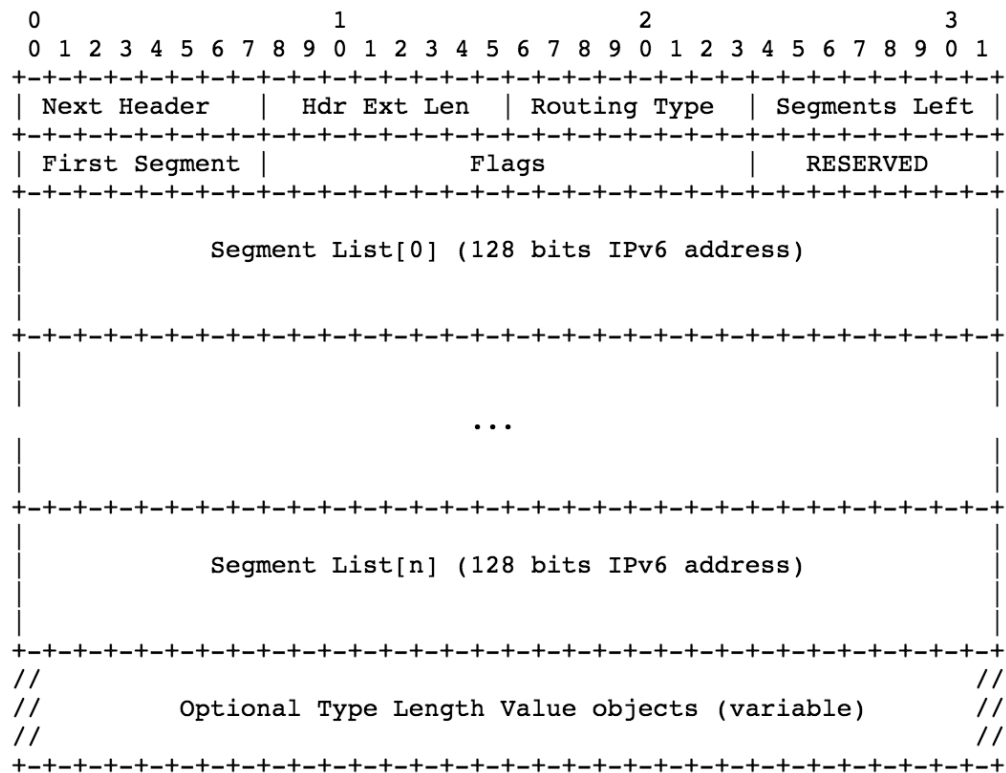 0                   1                   2                   3
 0 1 2 3 4 5 6 7 8 9 0 1 2 3 4 5 6 7 8 9 0 1 2 3 4 5 6 7 8 9 0 1
+-+-+-+-+-+-+-+-+-+-+-+-+-+-+-+-+-+-+-+-+-+-+-+-+-+-+-+-+-+-+-+-+
| Next Header   |  Hdr Ext Len  | Routing Type  | Segments Left |
+-+-+-+-+-+-+-+-+-+-+-+-+-+-+-+-+-+-+-+-+-+-+-+-+-+-+-+-+-+-+-+-+
| First Segment |             Flags             |   RESERVED    |
+-+-+-+-+-+-+-+-+-+-+-+-+-+-+-+-+-+-+-+-+-+-+-+-+-+-+-+-+-+-+-+-+
|                                                               |
|            Segment List[0] (128 bits IPv6 address)            |
|                                                               |
|                                                               |
+-+-+-+-+-+-+-+-+-+-+-+-+-+-+-+-+-+-+-+-+-+-+-+-+-+-+-+-+-+-+-+-+
|                                                               |
|                                                               |
                              ...
|                                                               |
|                                                               |
+-+-+-+-+-+-+-+-+-+-+-+-+-+-+-+-+-+-+-+-+-+-+-+-+-+-+-+-+-+-+-+-+
|                                                               |
|            Segment List[n] (128 bits IPv6 address)            |
|                                                               |
|                                                               |
+-+-+-+-+-+-+-+-+-+-+-+-+-+-+-+-+-+-+-+-+-+-+-+-+-+-+-+-+-+-+-+-+
//                                                             //
//         Optional Type Length Value objects (variable)       //
//                                                             //
+-+-+-+-+-+-+-+-+-+-+-+-+-+-+-+-+-+-+-+-+-+-+-+-+-+-+-+-+-+-+-+-+